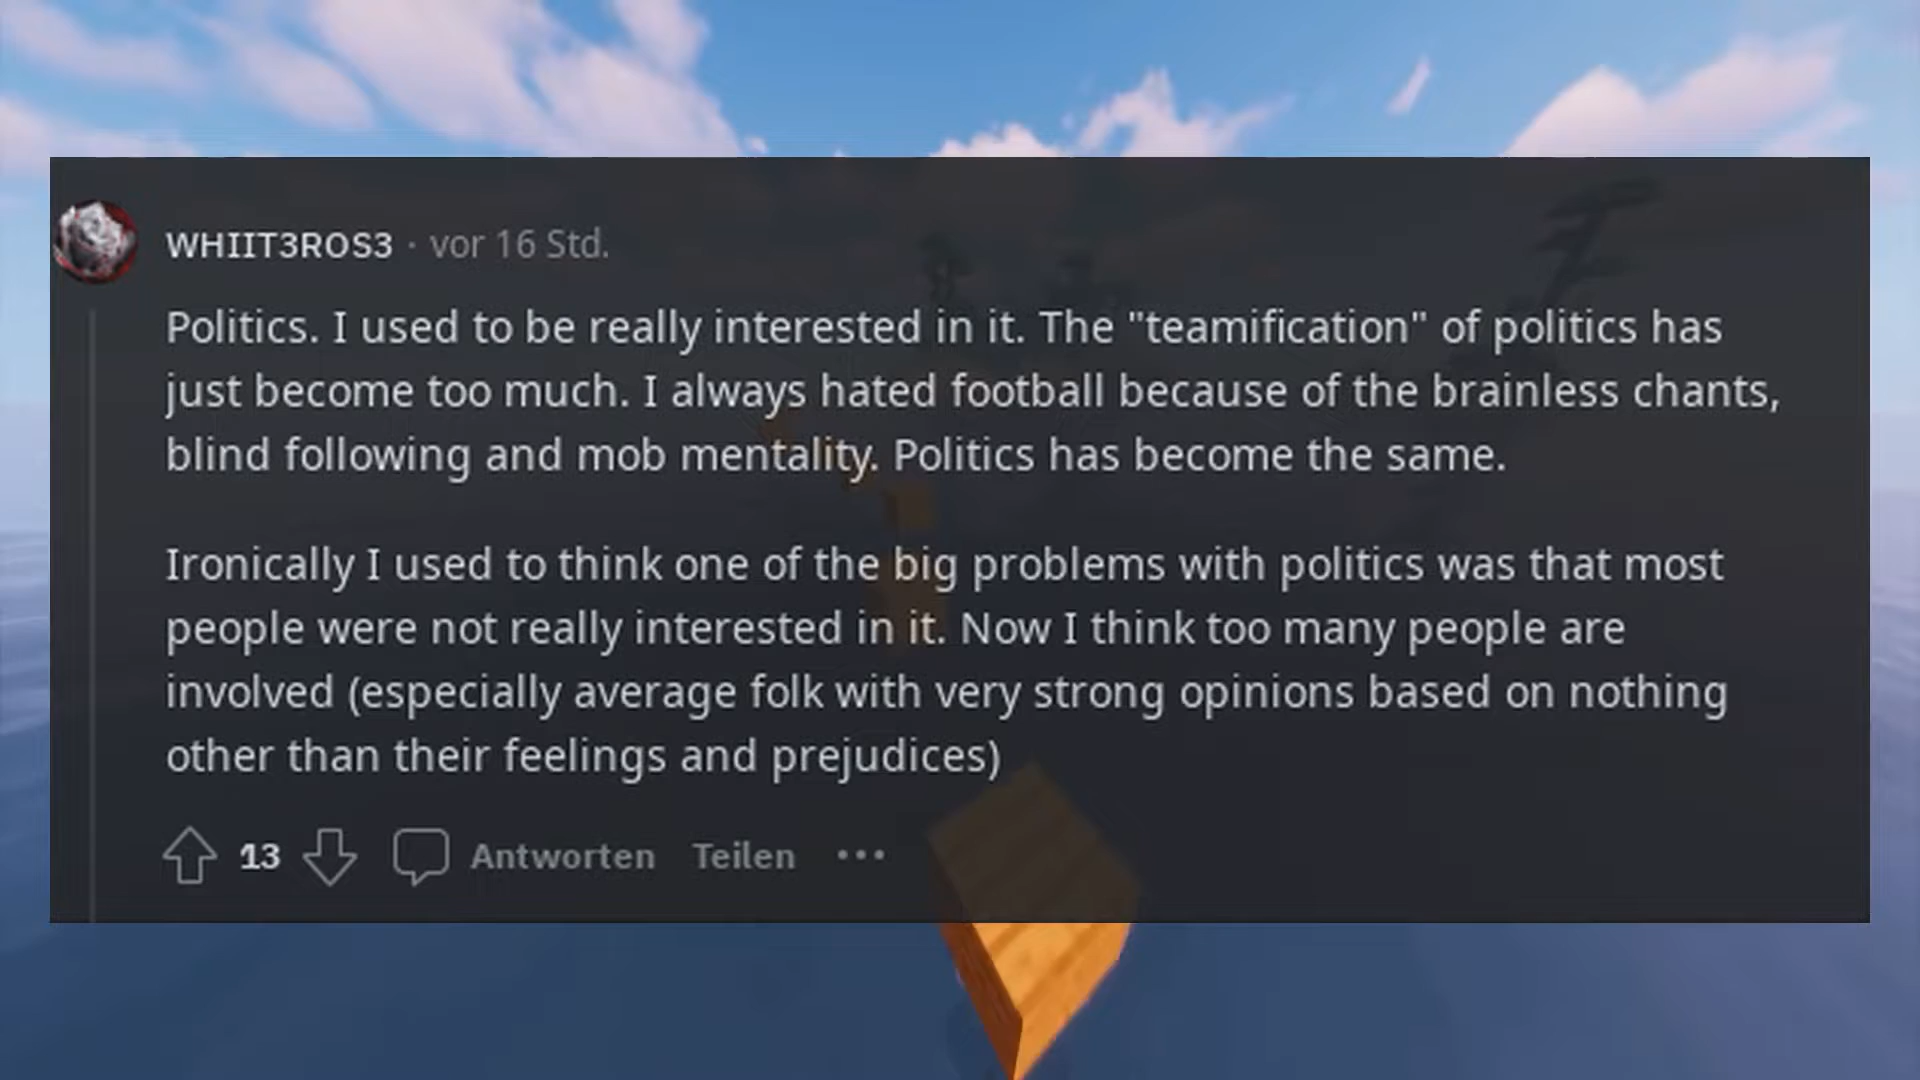 WHIIT3ROS3 · vor 16 Std.
Politics. I used to be really interested in it. The "teamification" of politics has
just become too much. I always hated football because of the brainless chants,
blind following and mob mentality. Politics has become the same.
Ironically I used to think one of the big problems with politics was that most
people were not really interested in it. Now I think too many people are
involved (especially average folk with very strong opinions based on nothing
other than their feelings and prejudices)
13 Antworten Teilen •••